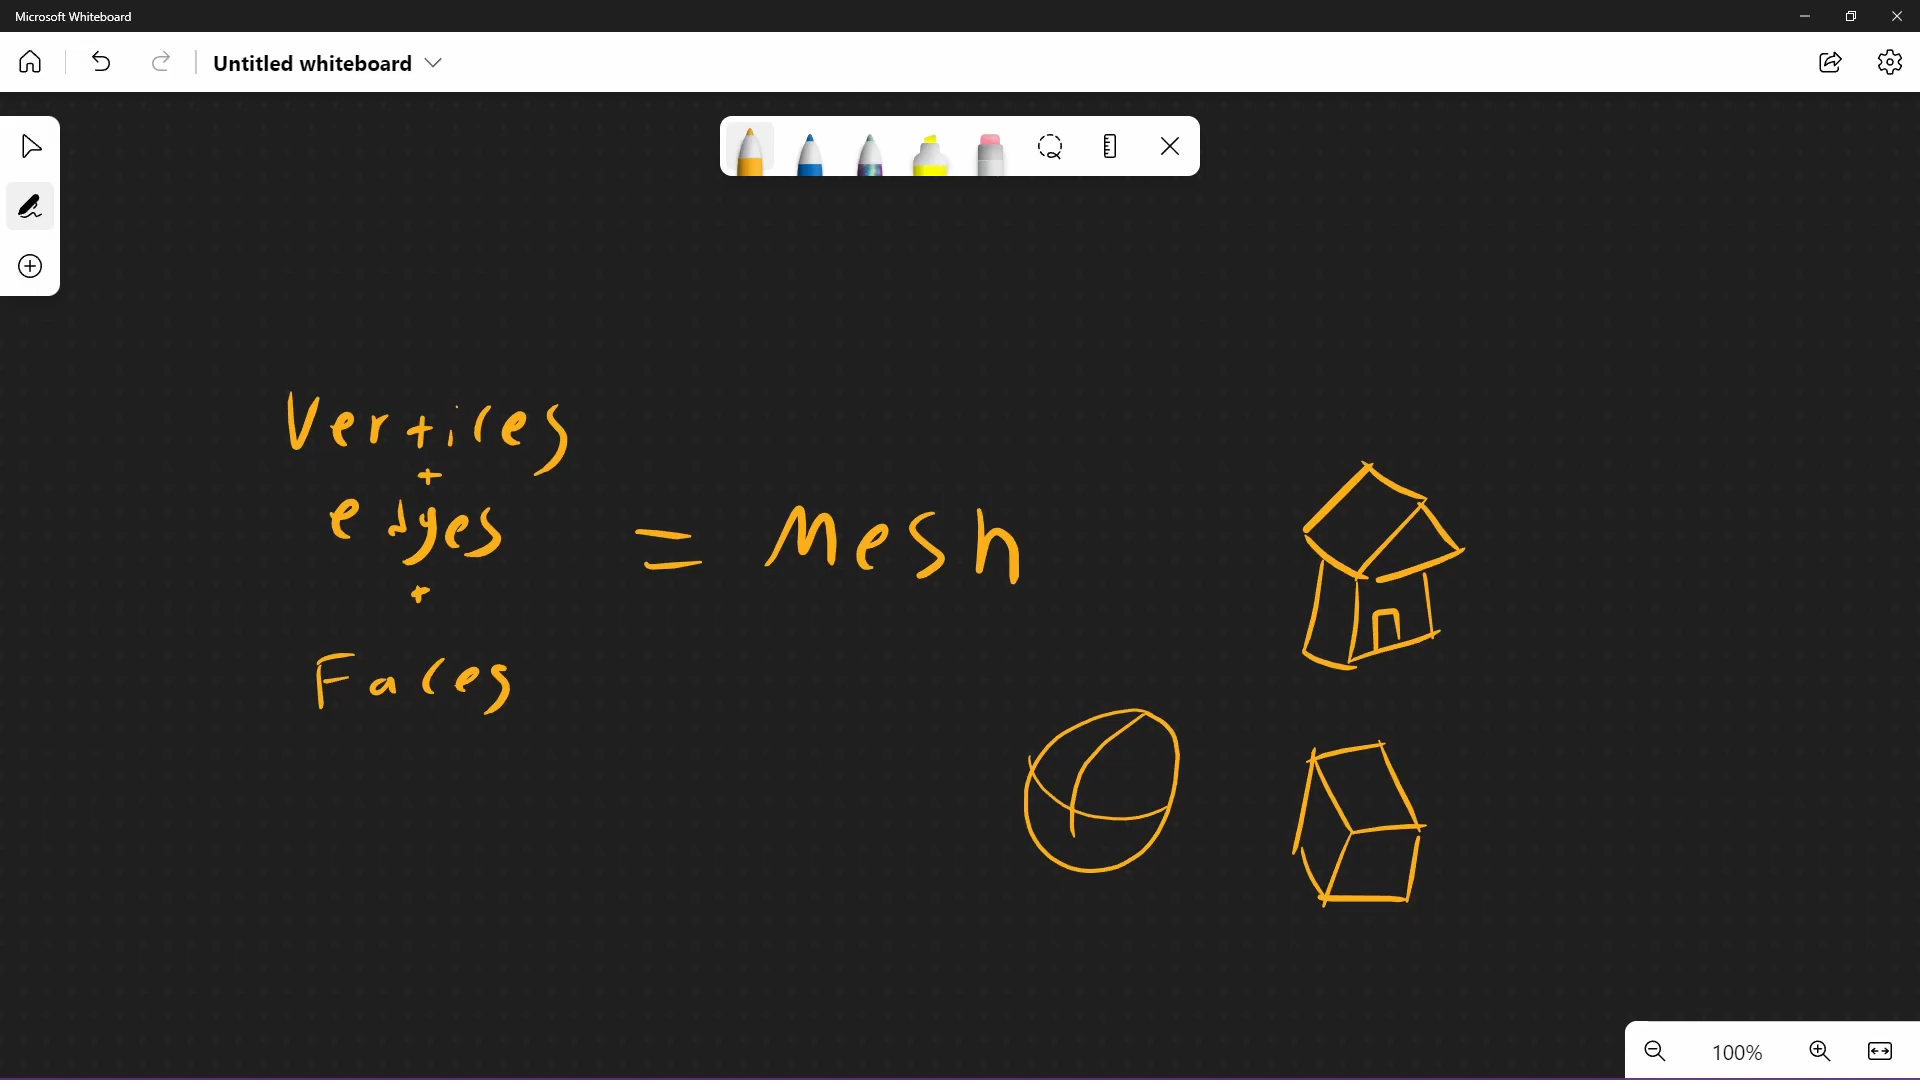 Microsoft Whiteboard
Untitled whiteboard
Vertices
+
edges
= Mesh
+
Faces
100%